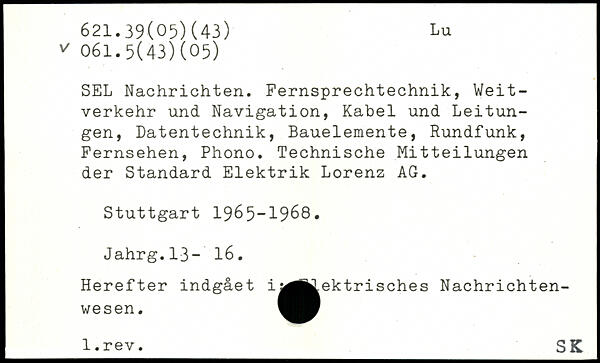 621.39(05)(43) Lu
v 061.5(43)(05)
SEL Nachrichten. Fernsprechtechnik, Weit-
verkehr und Navigation, Kabel und Leitun-
gen, Datentechnik, Bauelemente, Rundfunk,
Fernsehen, Phono. Technische Mitteilungen
der Standard Elektrik Lorenz AG.
Stuttgart 1965-1968.
Jahrg.13- 16.
Herefter indgået i: Elektrisches Nachrichten-
wesen.
1.rev. SK